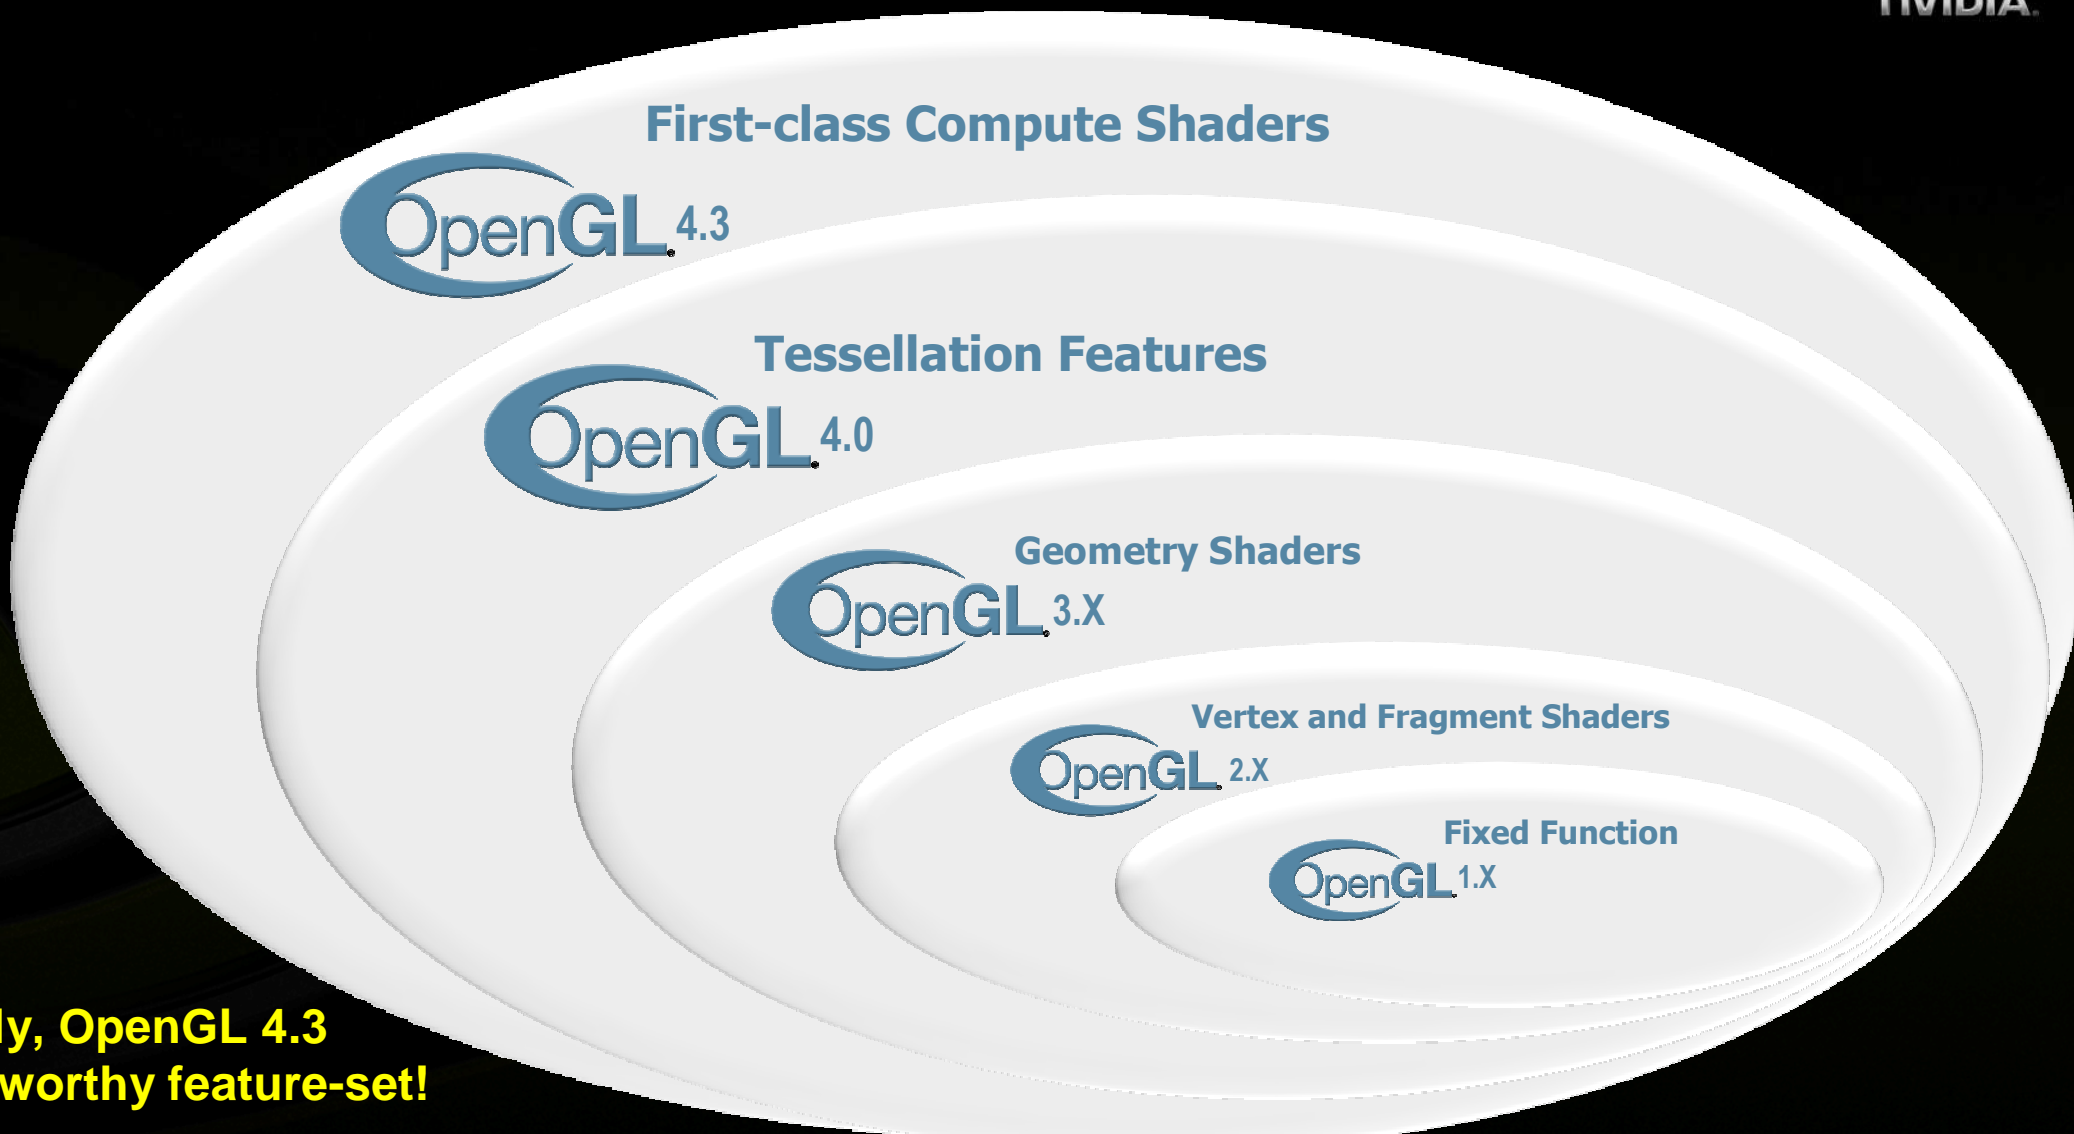 NVIDIA.
First-class Compute Shaders
OpenGL 4.3
Tessellation Features
OpenGL 4.0
Geometry Shaders
OpenGL 3.X
Vertex and Fragment Shaders
OpenGL 2.X
Fixed Function
OpenGL 1.X
OpenGL 4.3
worthy feature-set!